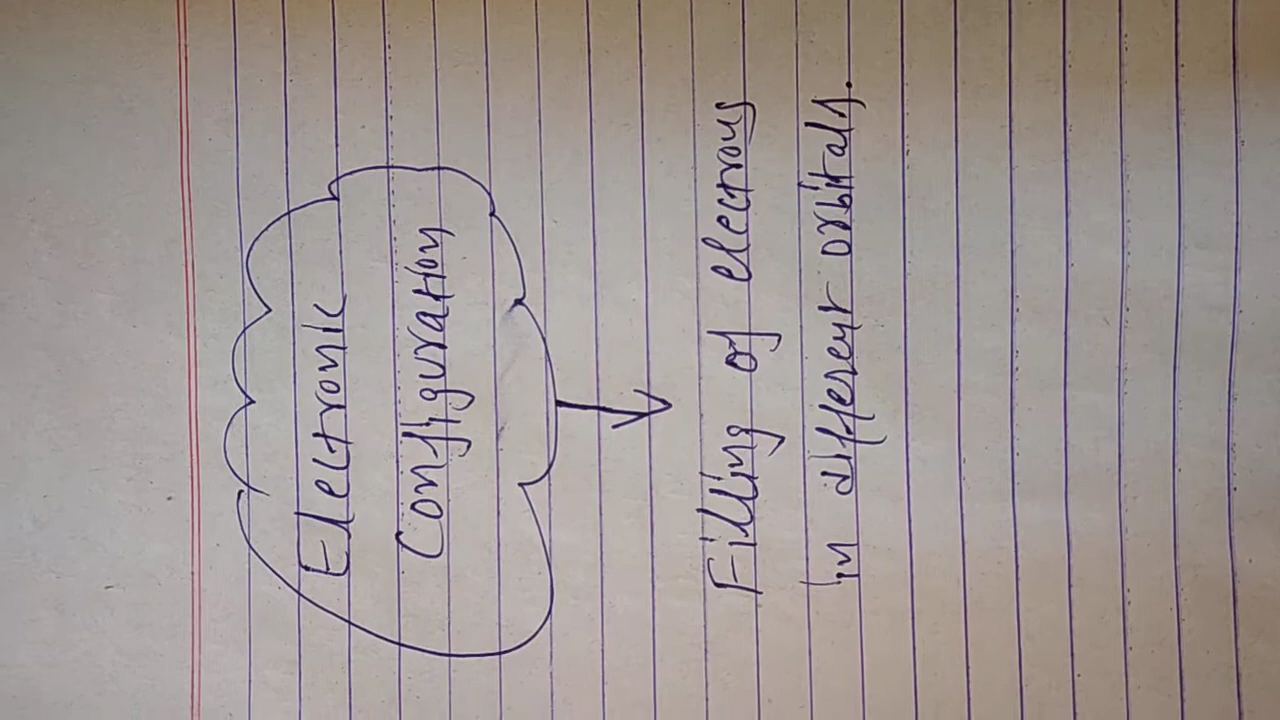 Electronic
Configuration
Filling of electrons
in different orbitals.